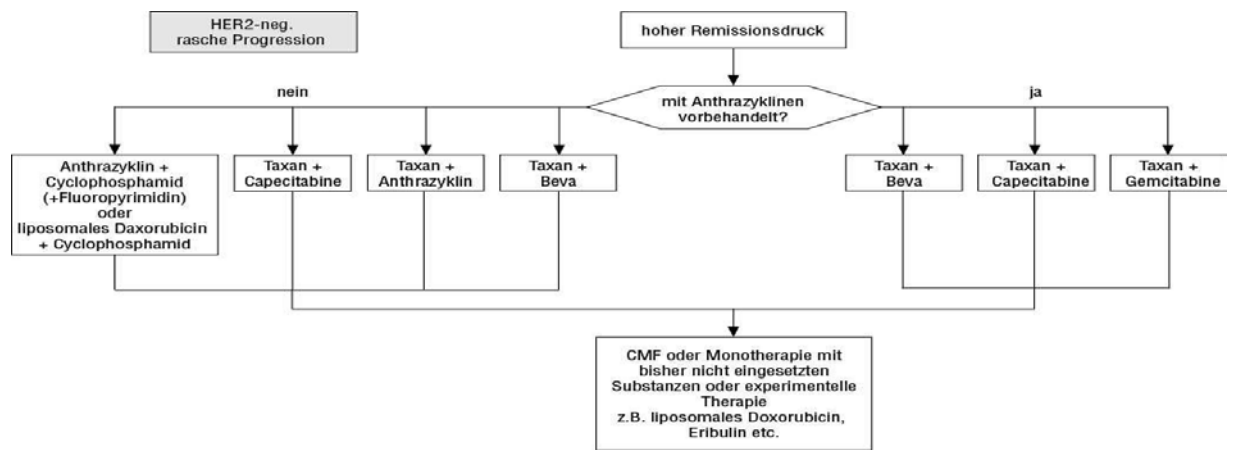 HER2-neg.
rasche Progression
hoher Remissionsdruck
mit Anthrazyklinen
vorbehandelt?
nein
ja
Anthrazyklin +
Cyclophosphamid
(+Fluoropyrimidin)
oder
liposomales Daxorubicin
+ Cyclophosphamid
Taxan +
Capecitabine
Taxan +
Anthrazyklin
Taxan +
Beva
Taxan +
Beva
Taxan +
Capecitabine
Taxan +
Gemcitabine
CMF oder Monotherapie mit
bisher nicht eingesetzten
Substanzen oder experimentelle
Therapie
z.B. liposomales Doxorubicin,
Eribulin etc.